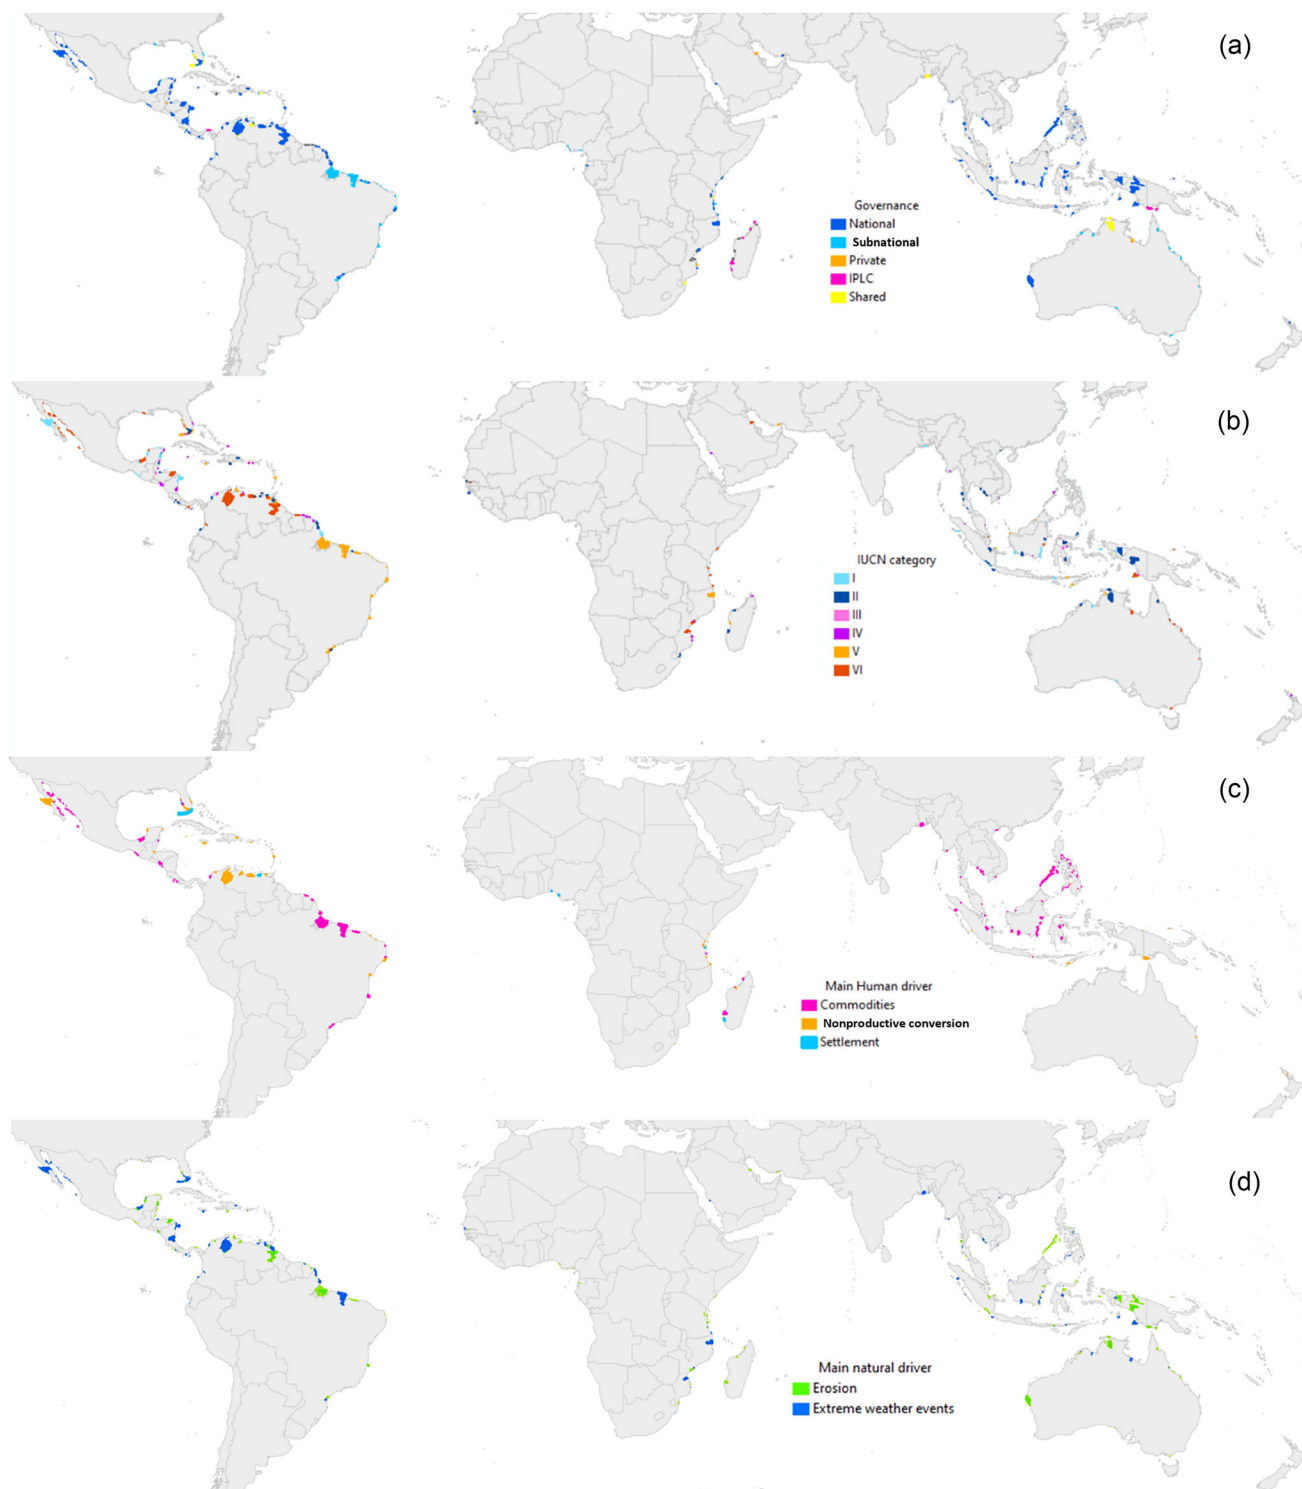 (a)
Governance
National
Subnational
Private
IPLC
Shared
(b)
IUCN category
I
II
III
IV
V
VI
(c)
Main Human driver
Commodities
Nonproductive conversion
Settlement
(d)
Main natural driver
Erosion
Extreme weather events